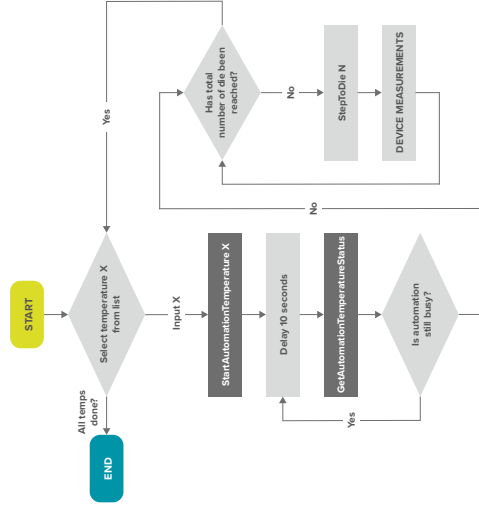 START
Select temperature X
from list
All temps
done?
END
Input X
StartAutomationTemperature X
Delay 10 seconds
GetAutomationTemperatureStatus
Is automation
still busy?
Yes
No
Has total
number of die been
reached?
Yes
No
StepToDie N
DEVICE MEASUREMENTS